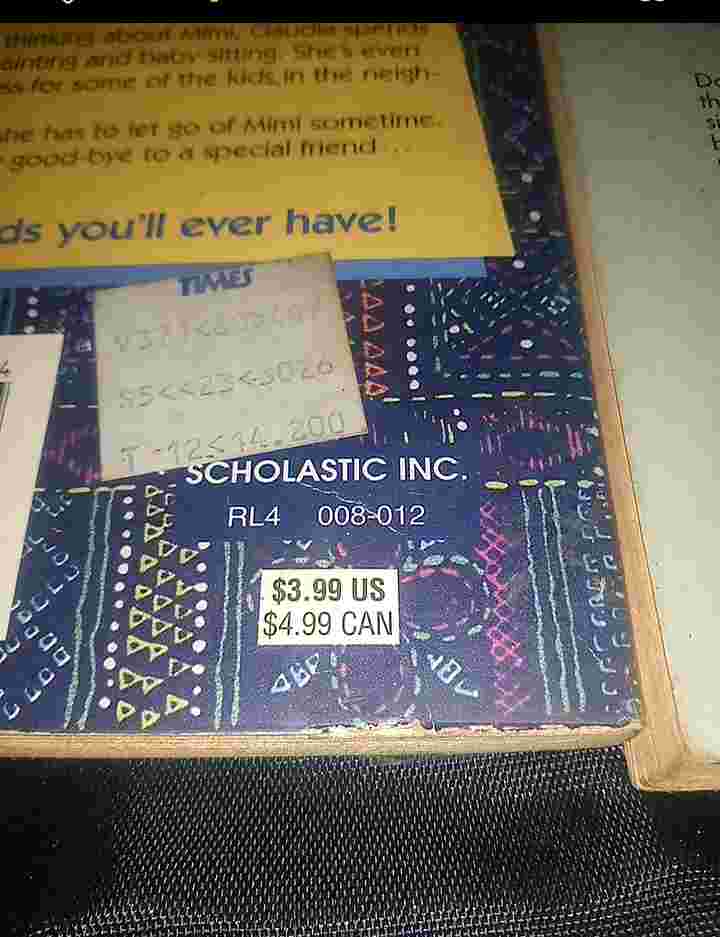 thinking about Mimi, Claudia spends
ainting and baby-sitting. She's even
ss for some of the kids in the neigh-
she has to let go of Mimi sometime.
good-bye to a special friend ...
ds you'll ever have!
TIMES
SCHOLASTIC INC.
RL4 008-012
$3.99 US
$4.99 CAN